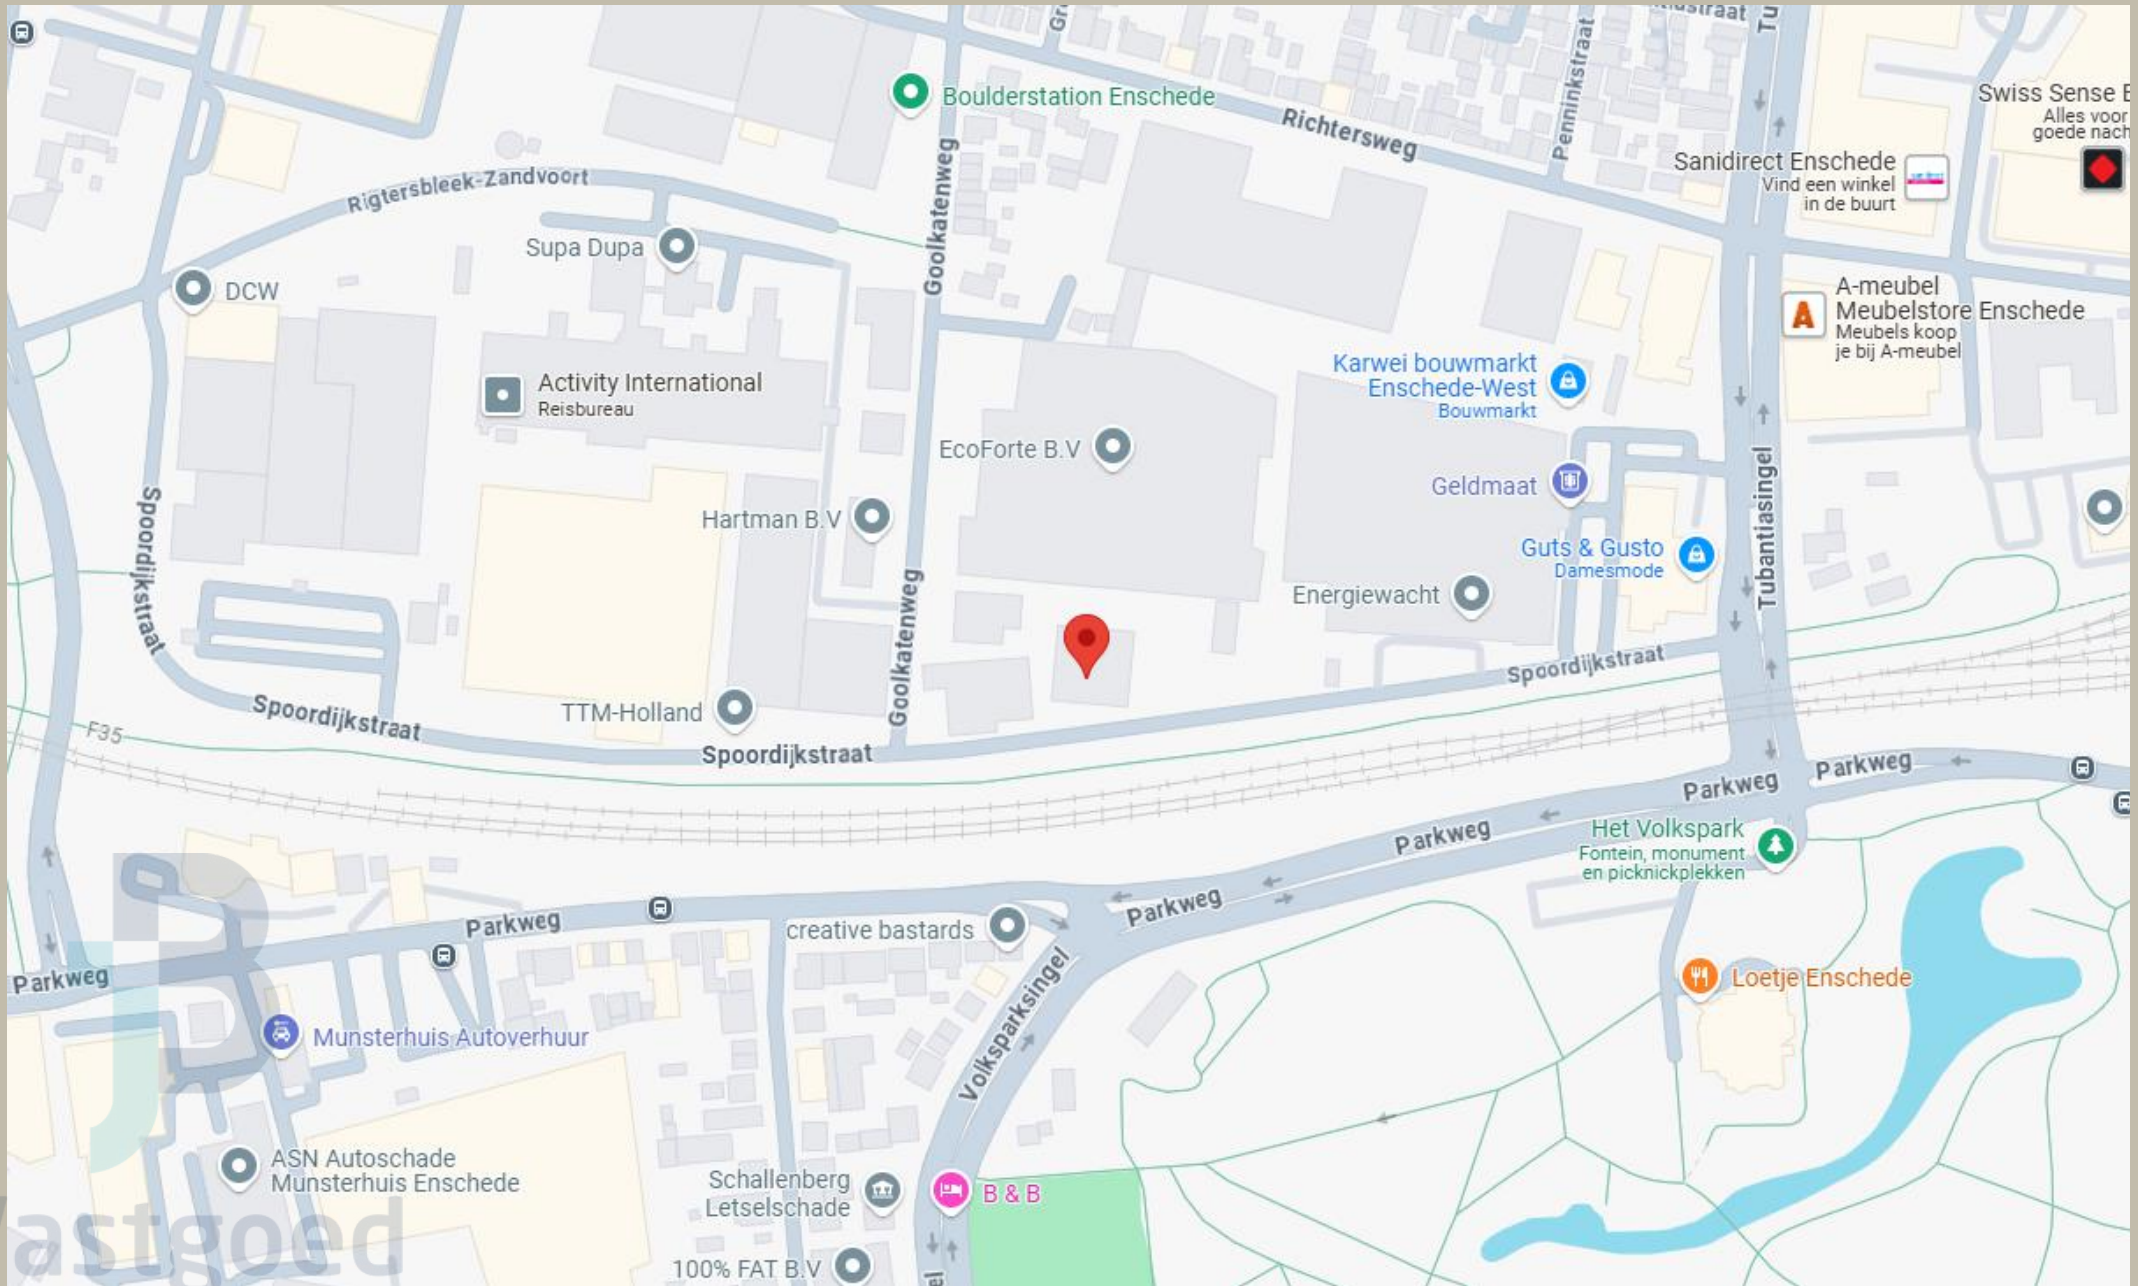 Boulderstation Enschede
Richtersweg
Penninkstraat
Swiss Sense
Alles voor
goede nach
Sanidirect Enschede
Vind een winkel
in de buurt
Rigtersbleek-Zandvoort
Goolkatenweg
Supa Dupa
DCW
A-meubel
Meubelstore Enschede
Meubels koop
je bij A-meubel
Activity International
Reisbureau
Karwei bouwmarkt
Enschede-West
Bouwmarkt
EcoForte B.V
Geldmaat
Hartman B.V
Tubantiasingel
Guts & Gusto
Damesmode
Spoordijkstraat
Energiewacht
Goolkatenweg
Spoordijkstraat
Spoordijkstraat
TTM-Holland
F35
Spoordijkstraat
Parkweg
Parkweg
Parkweg
Het Volkspark
Fontein, monument
en picknickplekken
Parkweg
Parkweg
creative bastards
Parkweg
Loetje Enschede
Volksparksingel
Munsterhuis Autoverhuur
ASN Autoschade
Munsterhuis Enschede
Schallenberg
Letselschade
B & B
astgoed
100% FAT B.V